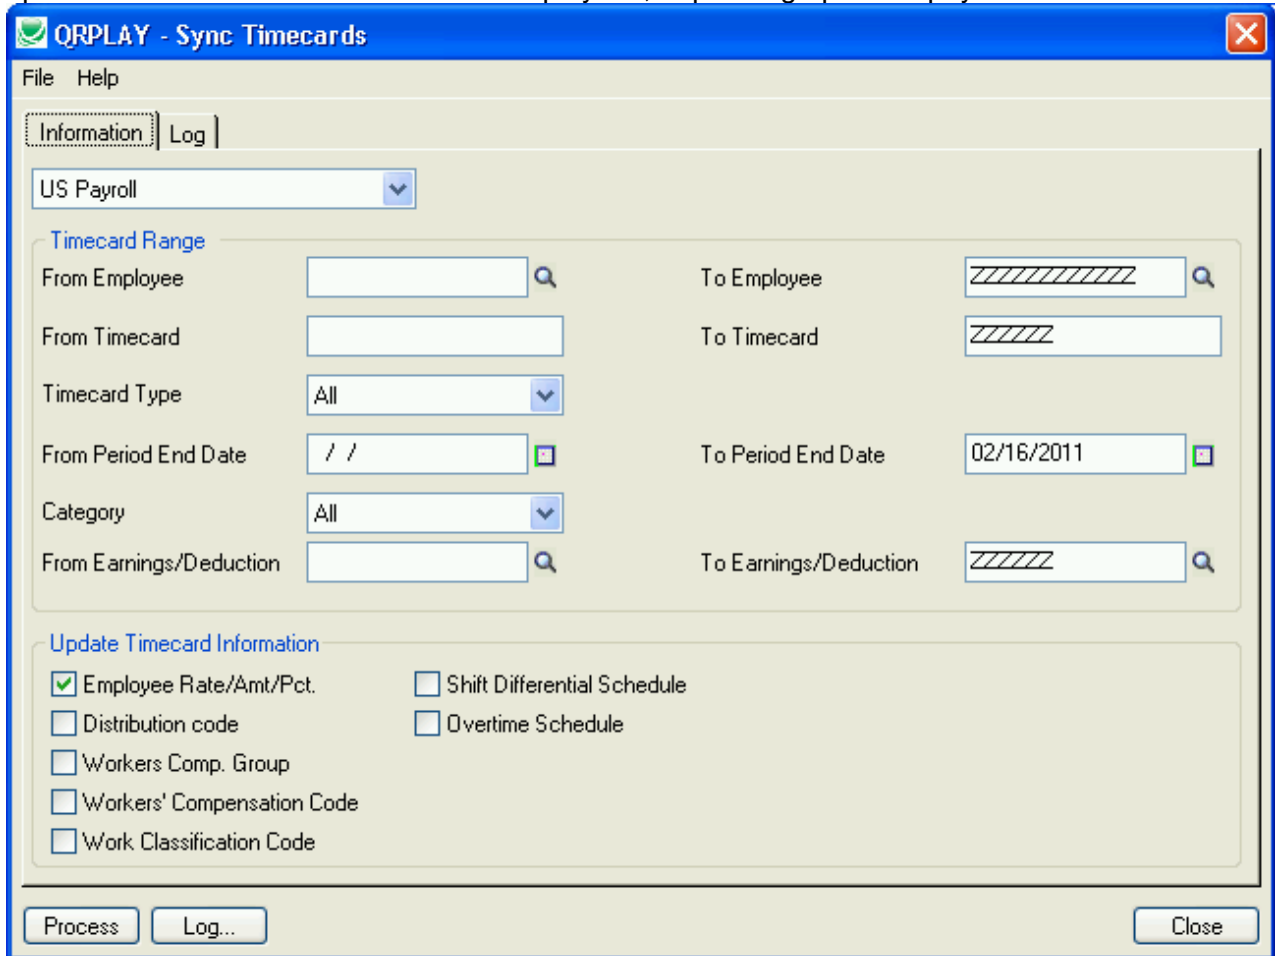 QRPLAY - Sync Timecards
File Help
Information Log
US Payroll
Timecard Range
From Employee To Employee ZZZZZZZZZZZZ
From Timecard To Timecard ZZZZZZ
Timecard Type All
From Period End Date / / To Period End Date 02/16/2011
Category All
From Earnings/Deduction To Earnings/Deduction ZZZZZZ
Update Timecard Information
Employee Rate/Amt/Pct. Shift Differential Schedule
Distribution code Overtime Schedule
Workers Comp. Group
Workers' Compensation Code
Work Classification Code
Process Log... Close